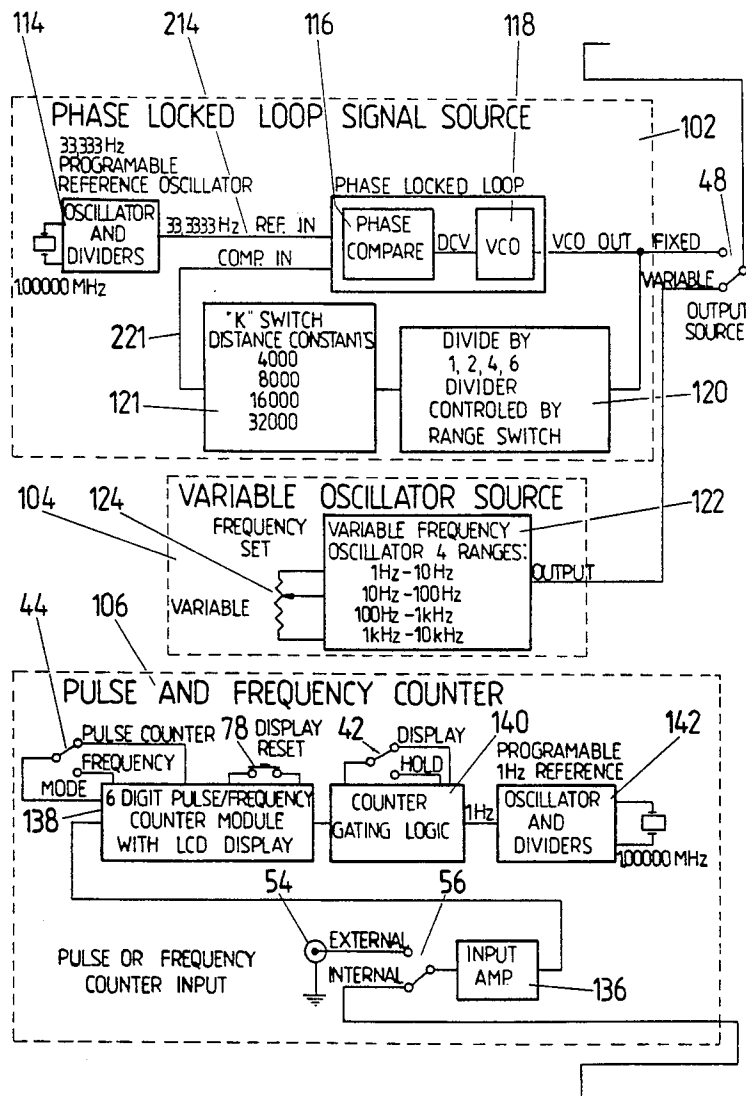 114
214
116
118
PHASE LOCKED LOOP SIGNAL SOURCE
102
33,333Hz
PROGRAMABLE
REFERENCE OSCILLATOR
PHASE LOCKED LOOP
48
OSCILLATOR
AND
DIVIDERS
33,3333Hz REF. IN
PHASE
COMPARE
DCV
VCO
VCO OUT
FIXED
COMP. IN
VARIABLE
1,00000 MHz
OUTPUT
SOURCE
221
"K" SWITCH
DISTANCE CONSTANTS
4000
8000
16000
32000
121
DIVIDE BY
1, 2, 4, 6
DIVIDER
CONTROLED BY
RANGE SWITCH
120
104
124
VARIABLE OSCILLATOR SOURCE
122
FREQUENCY
SET
VARIABLE FREQUENCY
OSCILLATOR 4 RANGES:
1Hz-10Hz
10Hz-100Hz
100Hz-1kHz
1kHz-10kHz
OUTPUT
VARIABLE
44
106
PULSE AND FREQUENCY COUNTER
PULSE COUNTER
FREQUENCY
MODE
78 DISPLAY
RESET
42
DISPLAY
HOLD
140
142
PROGRAMABLE
1Hz REFERENCE
138
6 DIGIT PULSE/FREQUENCY
COUNTER MODULE
WITH LCD DISPLAY
COUNTER
GATING LOGIC
1Hz
OSCILLATOR
AND
DIVIDERS
1,00000 MHz
54
56
PULSE OR FREQUENCY
COUNTER INPUT
EXTERNAL
INTERNAL
INPUT
AMP.
136